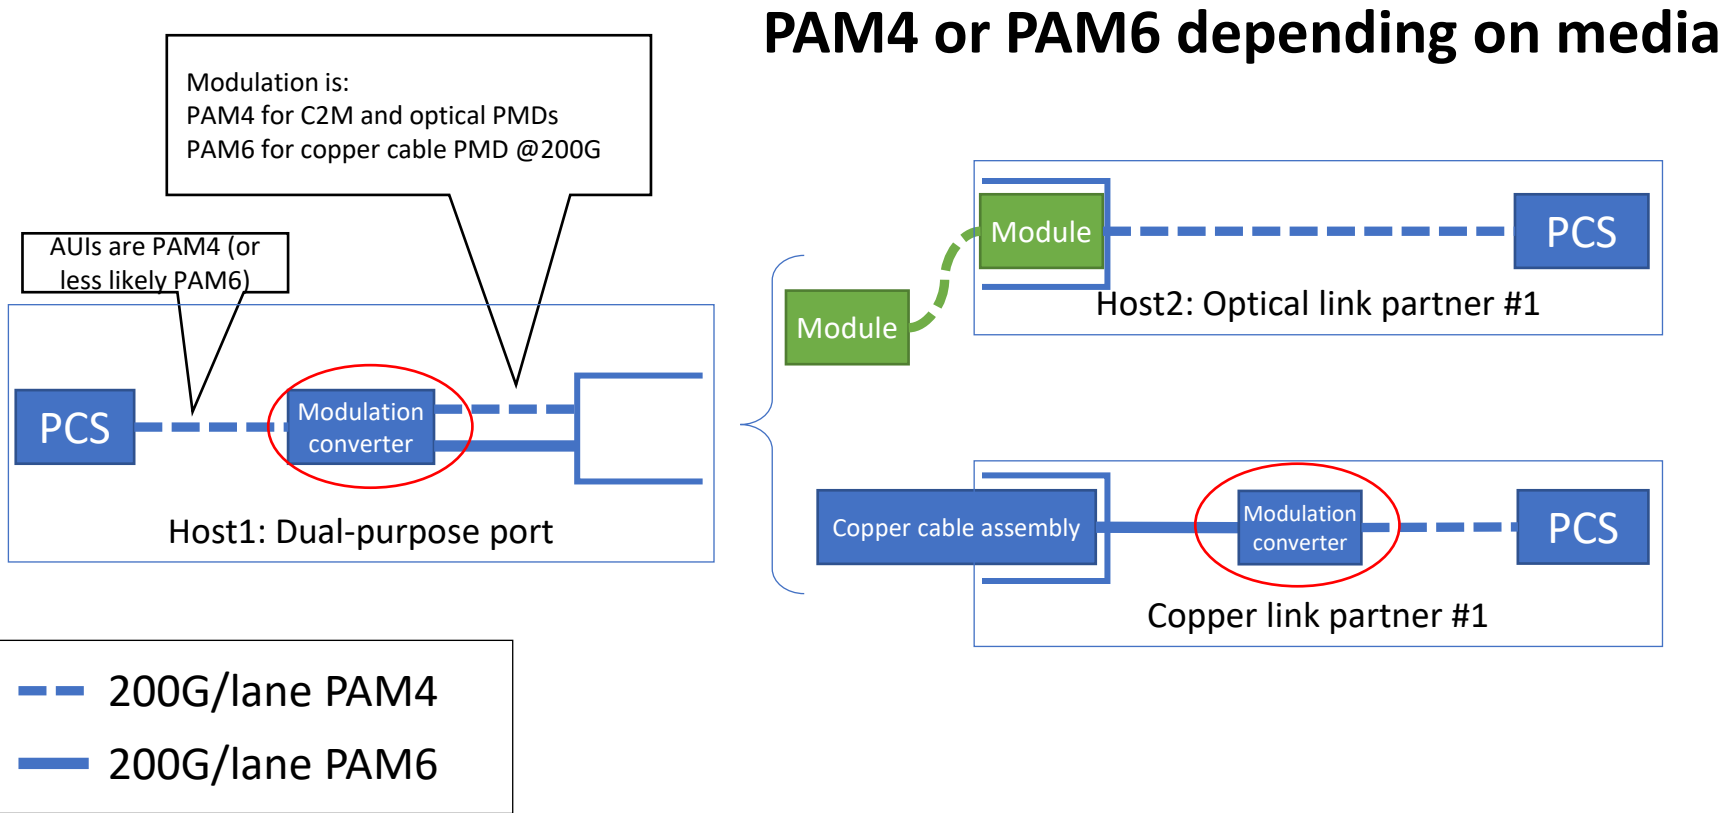 PAM4 or PAM6 depending on media
Modulation is:
PAM4 for C2M and optical PMDs
PAM6 for copper cable PMD @200G
AUIs are PAM4 (or
less likely PAM6)
PCS
Modulation
converter
Host1: Dual-purpose port
Module
Module
PCS
Host2: Optical link partner #1
Copper cable assembly
Modulation
converter
PCS
Copper link partner #1
200G/lane PAM4
200G/lane PAM6